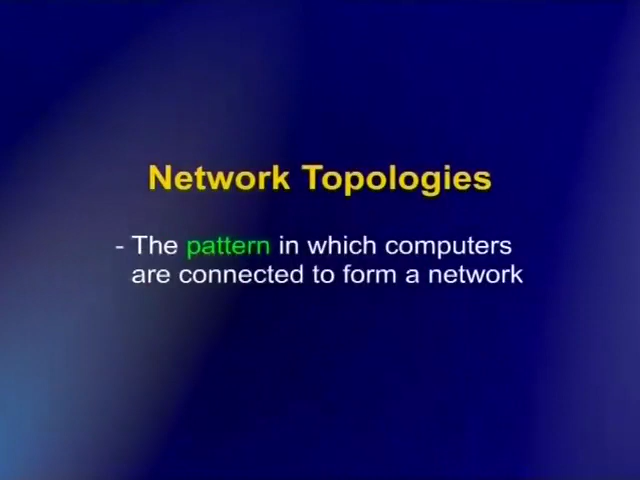 Network Topologies
- The pattern in which computers
are connected to form a network